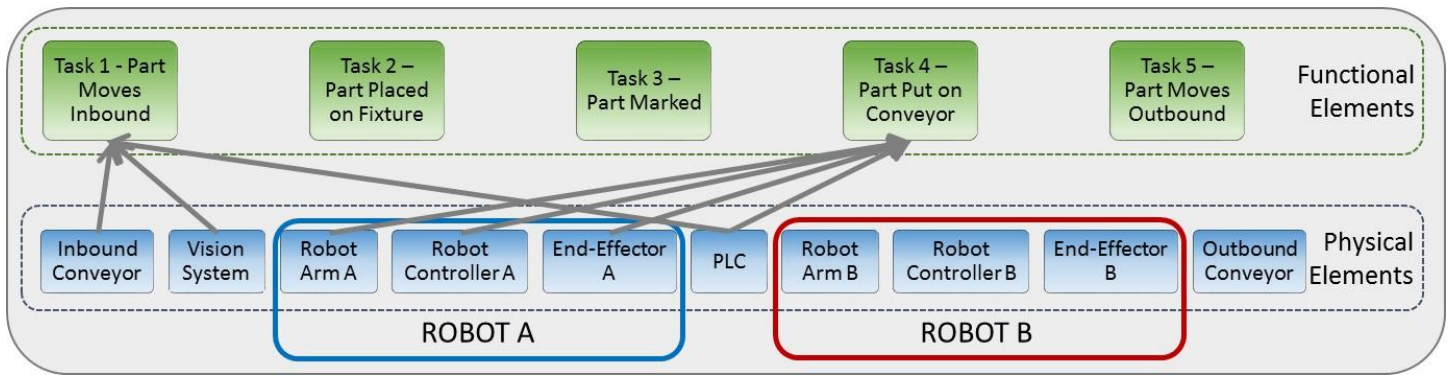 Task 1 - Part
Moves
Inbound
Task 2 –
Part Placed
on Fixture
Task 3 –
Part Marked
Task 4 –
Part Put on
Conveyor
Task 5 –
Part Moves
Outbound
Functional
Elements
Inbound
Conveyor
Vision
System
Robot
Arm A
Robot
Controller A
End-Effector
A
PLC
Robot
Arm B
Robot
Controller B
End-Effector
B
Outbound
Conveyor
Physical
Elements
ROBOT A
ROBOT B